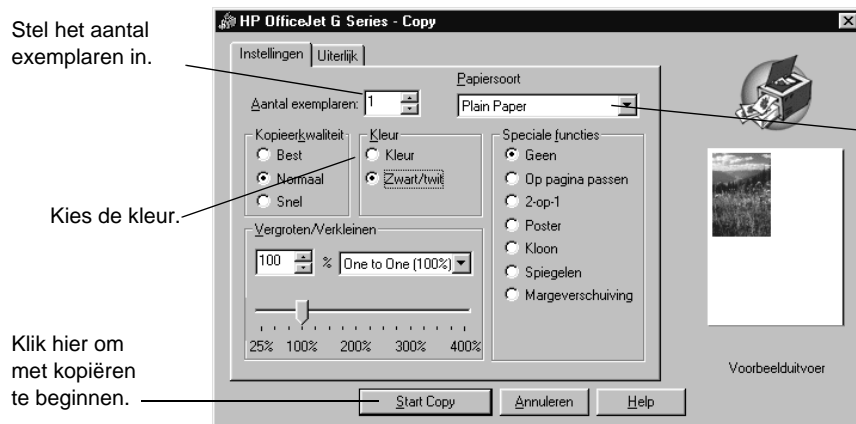 Stel het aantal
exemplaren in.
HP OfficeJet G Series - Copy
Instellingen Uiterlijk
Papiersoort
Aantal exemplaren: 1
Plain Paper
Kopieerkwaliteit
Best
Normaal
Snel
Kleur
Kleur
Zwart/twit
Speciale functies
Geen
Op pagina passen
2-op-1
Poster
Kloon
Spiegelen
Margeverschuiving
Kies de kleur.
Vergroten/Verkleinen
100 % One to One (100%)
25% 100% 200% 300% 400%
Voorbeelduitvoer
Klik hier om
met kopiëren
te beginnen.
Start Copy Annuleren Help